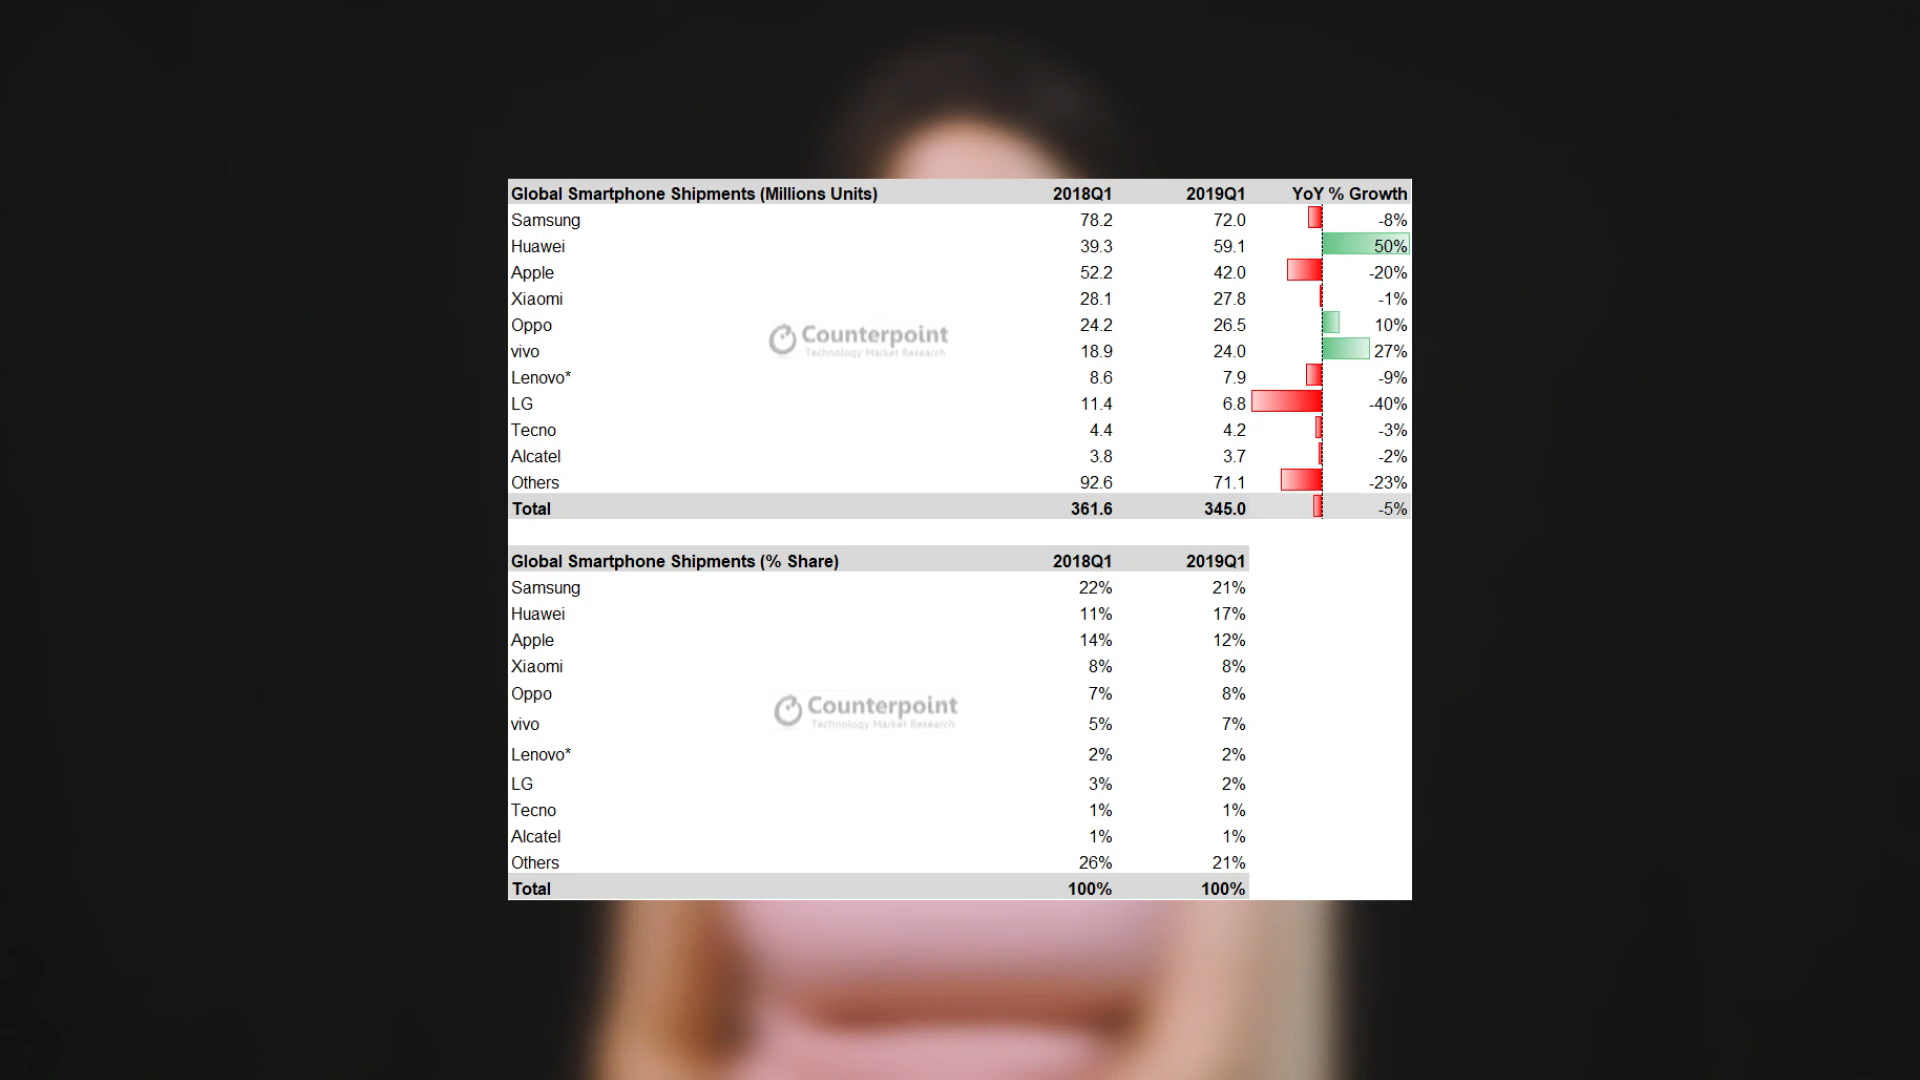 Global Smartphone Shipments (Millions Units) 2018Q1 2019Q1 YoY % Growth
Samsung 78.2 72.0 -8%
Huawei 39.3 59.1 50%
Apple 52.2 42.0 -20%
Xiaomi 28.1 27.8 -1%
Oppo 24.2 26.5 10%
Counterpoint
Technology Market Research
vivo 18.9 24.0 27%
Lenovo* 8.6 7.9 -9%
LG 11.4 6.8 -40%
Tecno 4.4 4.2 -3%
Alcatel 3.8 3.7 -2%
Others 92.6 71.1 -23%
Total 361.6 345.0 -5%
Global Smartphone Shipments (% Share) 2018Q1 2019Q1
Samsung 22% 21%
Huawei 11% 17%
Apple 14% 12%
Xiaomi 8% 8%
Oppo 7% 8%
Counterpoint
Technology Market Research
vivo 5% 7%
Lenovo* 2% 2%
LG 3% 2%
Tecno 1% 1%
Alcatel 1% 1%
Others 26% 21%
Total 100% 100%